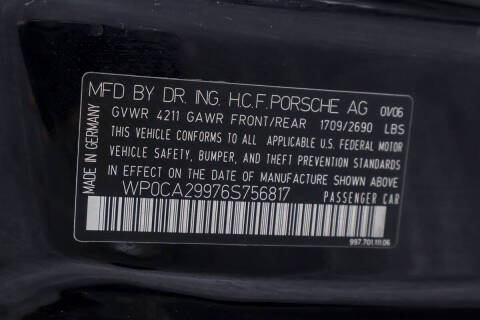 MFD BY DR. ING. H.C.F. PORSCHE AG 01/06
GVWR 4211 GAWR FRONT/REAR 1709/2690 LBS
THIS VEHICLE CONFORMS TO ALL APPLICABLE U.S. FEDERAL MOTOR
VEHICLE SAFETY, BUMPER, AND THEFT PREVENTION STANDARDS
IN EFFECT ON THE DATE OF MANUFACTURE SHOWN ABOVE
WP0CA29976S756817 PASSENGER CAR
997.701.111.06
MADE IN GERMANY